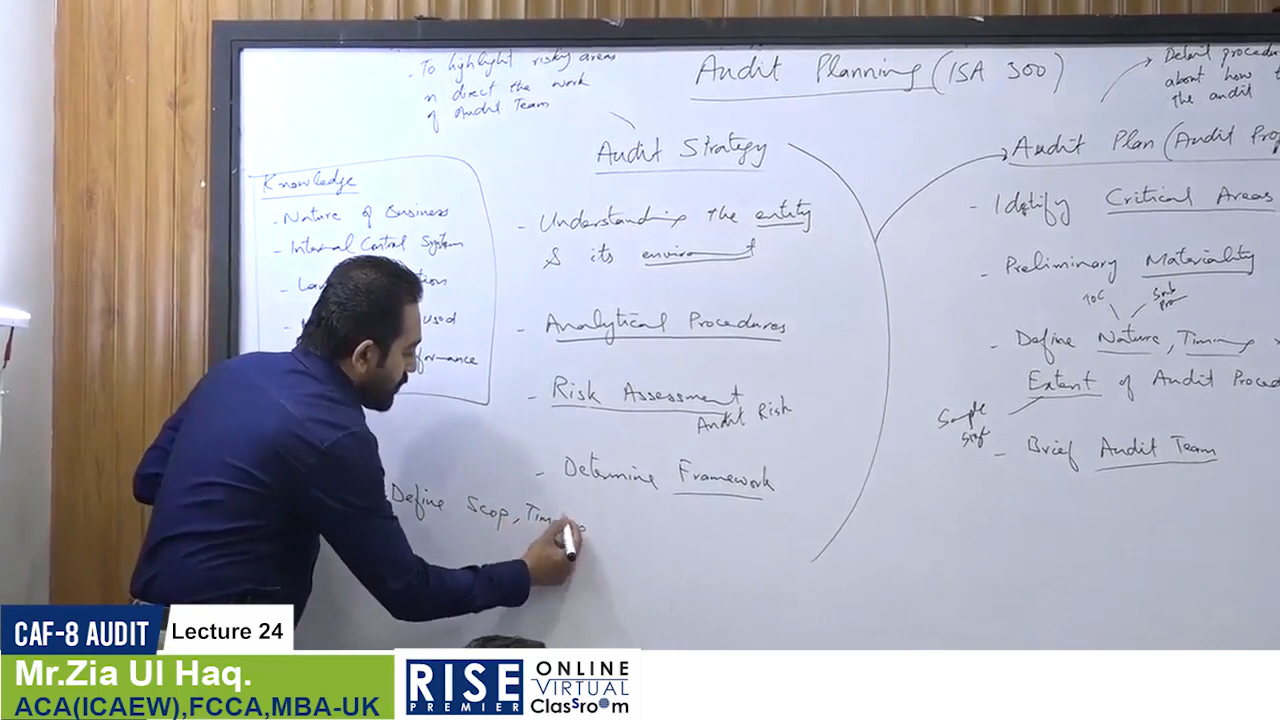 Audit Planning (ISA 300)
. To highlight risky areas
n direct the work
of Audit Team
Audit Strategy
Knowledge
- Nature of Business
- Internal Control System
used
- Understanding the entity
& its environment
- Analytical Procedures
- Risk Assessment
Audit Risk
- Determine Framework
Define Scop, Tim
Detail procedu
about how t
the audit
Audit Plan (Audit Pro
- Identify Critical Areas
- Preliminary Materiality
TOC
Sub
Pro
- Define Nature, Timing
Extent of Audit Proced
Sample
Size
- Brief Audit Team
CAF-8 AUDIT
Lecture 24
Mr.Zia Ul Haq.
ACA(ICAEW),FCCA,MBA-UK
RISE
PREMIER
ONLINE
VIRTUAL
Classroom